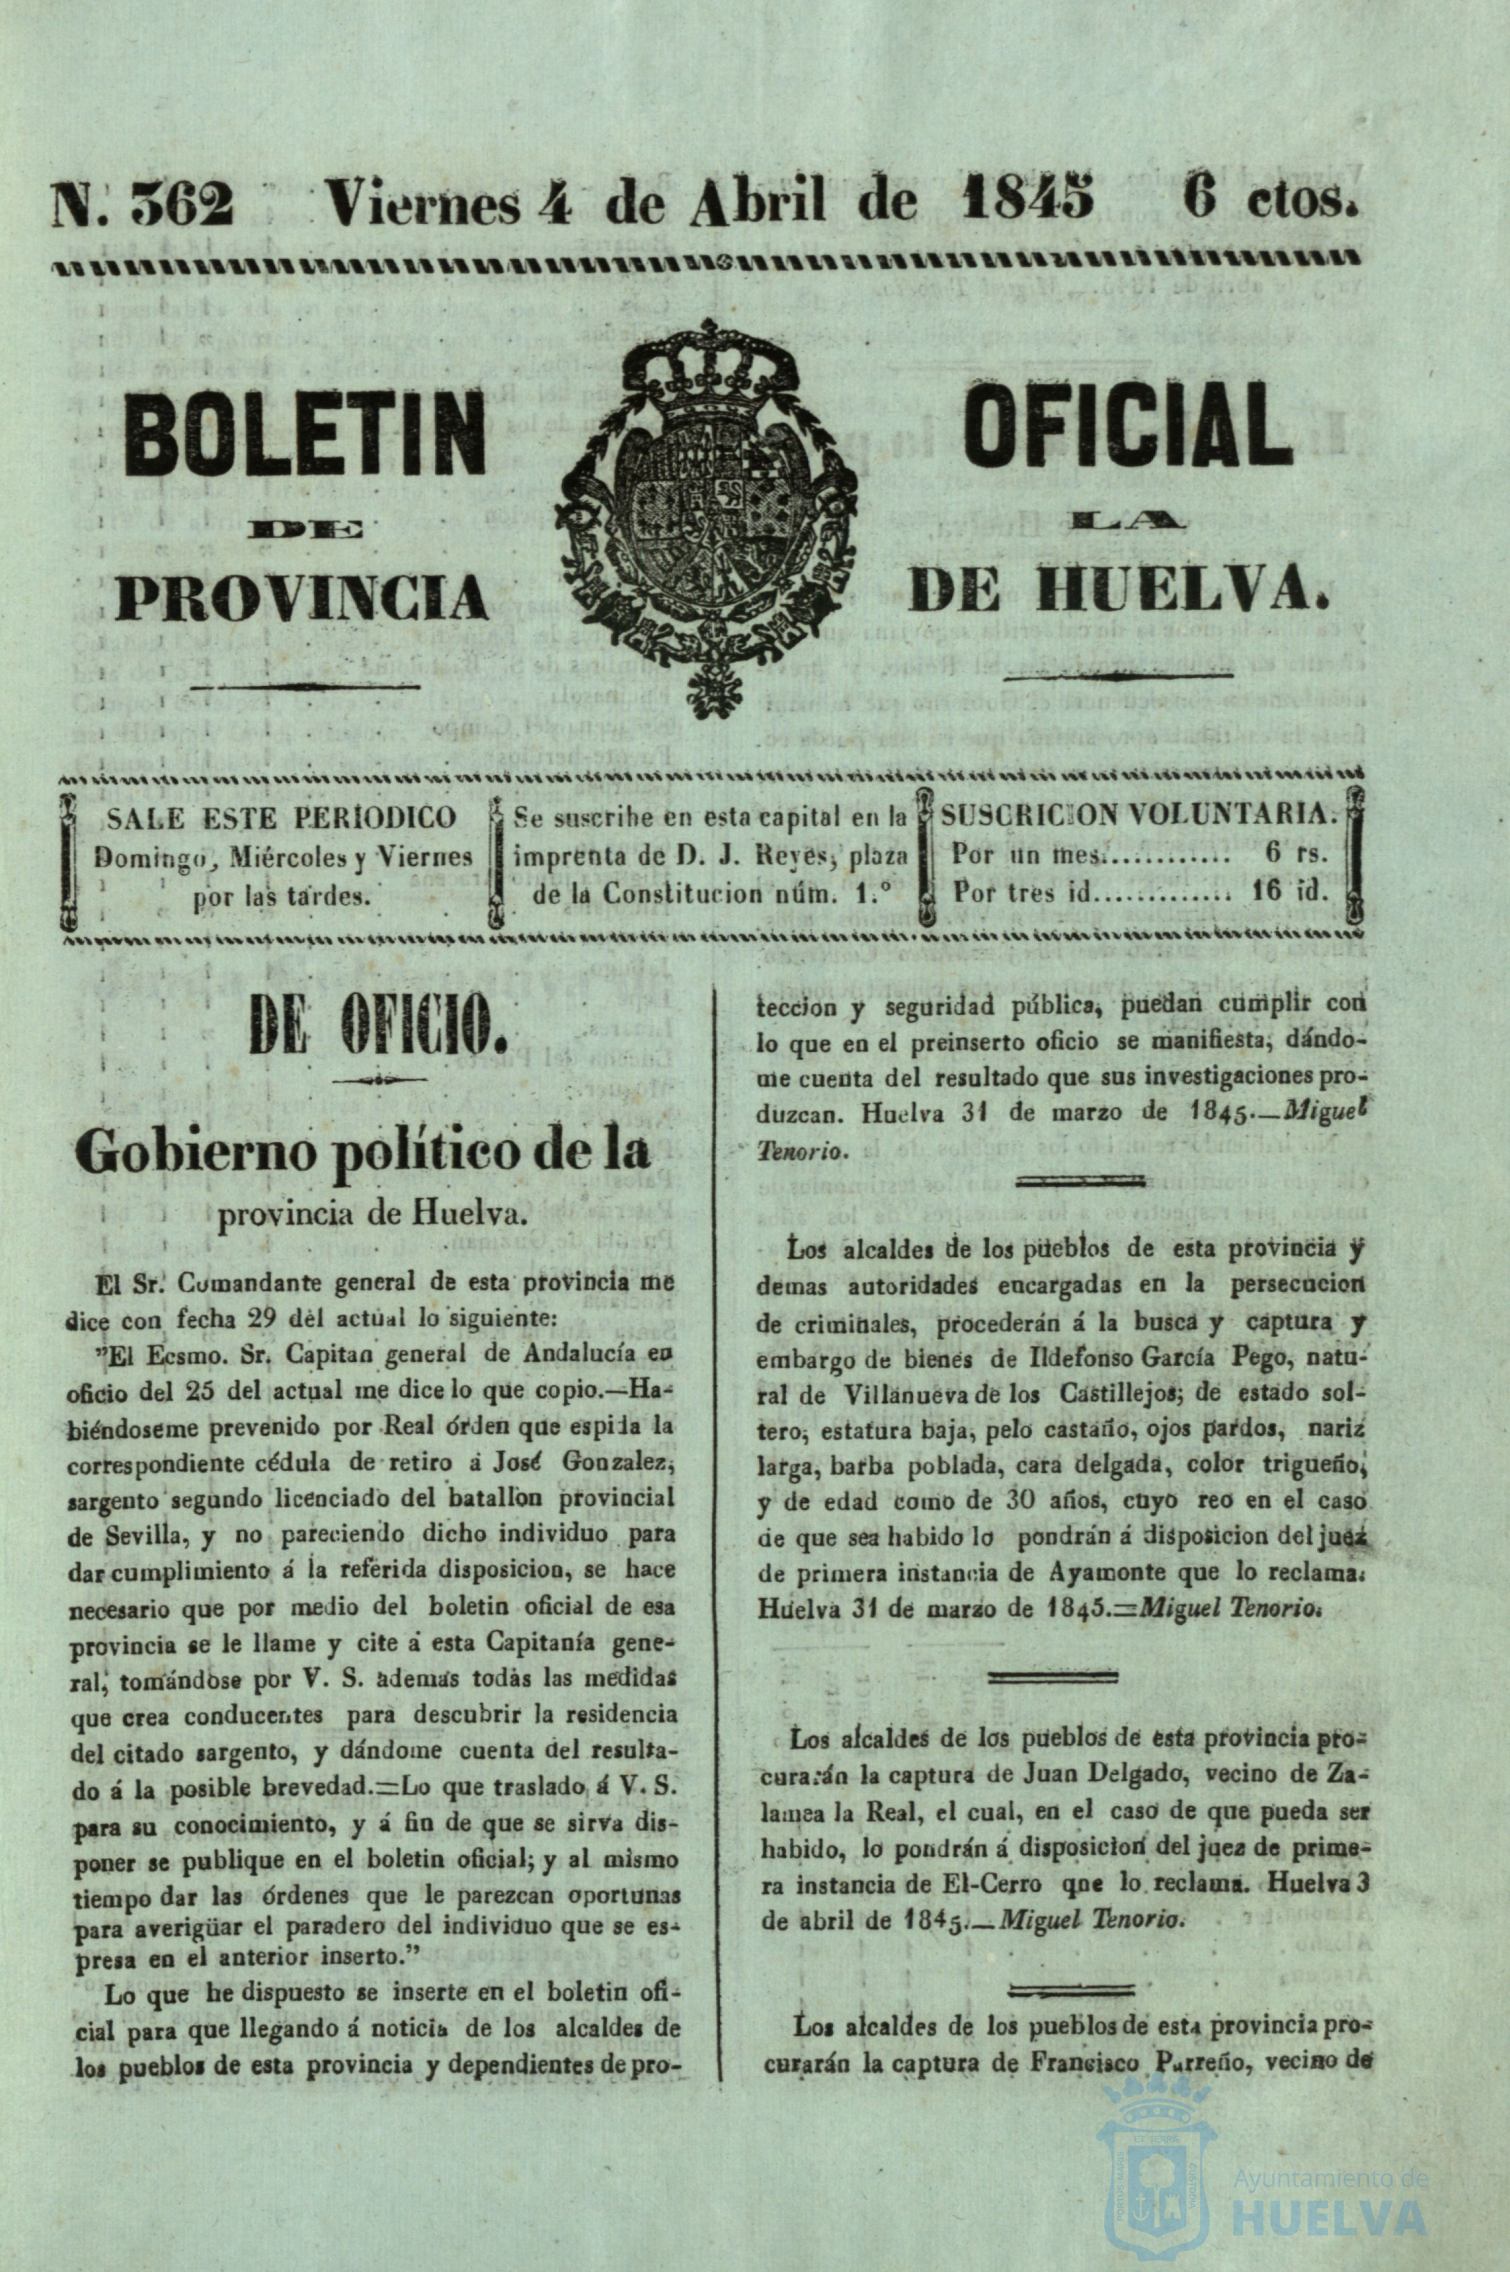 N. 362 Viernes 4 de Abril de 1845 6 ctos.
BOLETIN OFICIAL
DE LA
PROVINCIA DE HUELVA.
SALE ESTE PERIODICO
Domingo, Miércoles y Viernes
por las tardes.
Se suscribe en esta capital en la
imprenta de D. J. Reyes, plaza
de la Constitucion núm. 1.°
SUSCRICION VOLUNTARIA.
Por un mes............ 6 rs.
Por tres id............. 16 id.
DE OFICIO.
Gobierno político de la
provincia de Huelva.
El Sr. Comandante general de esta provincia me
dice con fecha 29 del actual lo siguiente:
"El Ecsmo. Sr. Capitan general de Andalucía en
oficio del 25 del actual me dice lo que copio.—Ha-
biéndoseme prevenido por Real órden que espida la
correspondiente cédula de retiro á José Gonzalez,
sargento segundo licenciado del batallon provincial
de Sevilla, y no pareciendo dicho individuo para
dar cumplimiento á la referida disposicion, se hace
necesario que por medio del boletin oficial de esa
provincia se le llame y cite á esta Capitanía gene-
ral, tomándose por V. S. ademas todas las medidas
que crea conducentes para descubrir la residencia
del citado sargento, y dándome cuenta del resulta-
do á la posible brevedad.=Lo que traslado á V. S.
para su conocimiento, y á fin de que se sirva dis-
poner se publique en el boletin oficial; y al mismo
tiempo dar las órdenes que le parezcan oportunas
para averigüar el paradero del individuo que se es-
presa en el anterior inserto."
Lo que he dispuesto se inserte en el boletin ofi-
cial para que llegando á noticia de los alcaldes de
los pueblos de esta provincia y dependientes de pro-
teccion y seguridad pública, puedan cumplir con
lo que en el preinserto oficio se manifiesta, dándo-
me cuenta del resultado que sus investigaciones pro-
duzcan. Huelva 31 de marzo de 1845.—Miguel
Tenorio.
Los alcaldes de los pueblos de esta provincia y
demas autoridades encargadas en la persecucion
de criminales, procederán á la busca y captura y
embargo de bienes de Ildefonso García Pego, natu-
ral de Villanueva de los Castillejos; de estado sol-
tero, estatura baja, pelo castaño, ojos pardos, nariz
larga, barba poblada, cara delgada, color trigueño,
y de edad como de 30 años, cuyo reo en el caso
de que sea habido lo pondrán á disposicion del juez
de primera instancia de Ayamonte que lo reclama.
Huelva 31 de marzo de 1845.=Miguel Tenorio.
Los alcaldes de los pueblos de esta provincia pro-
curarán la captura de Juan Delgado, vecino de Za-
lamea la Real, el cual, en el caso de que pueda ser
habido, lo pondrán á disposicion del juez de prime-
ra instancia de El-Cerro qne lo reclama. Huelva 3
de abril de 1845.—Miguel Tenorio.
Los alcaldes de los pueblos de esta provincia pro-
curarán la captura de Francisco Parreño, vecino de
Ayuntamiento de
HUELVA